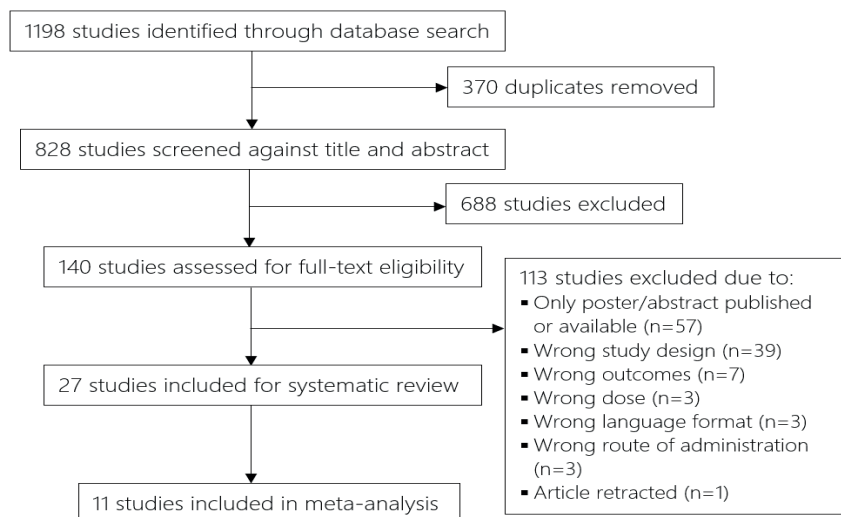 1198 studies identified through database search
370 duplicates removed
828 studies screened against title and abstract
688 studies excluded
140 studies assessed for full-text eligibility
113 studies excluded due to:
▪ Only poster/abstract published
or available (n=57)
▪ Wrong study design (n=39)
▪ Wrong outcomes (n=7)
▪ Wrong dose (n=3)
▪ Wrong language format (n=3)
▪ Wrong route of administration
(n=3)
▪ Article retracted (n=1)
27 studies included for systematic review
11 studies included in meta-analysis